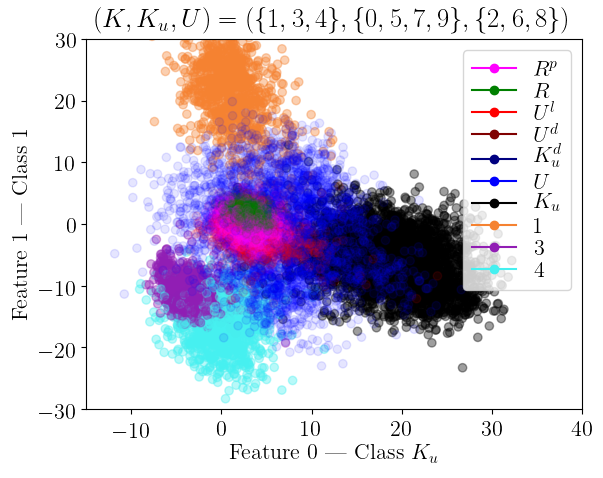 (K, K_u, U) = ({1, 3, 4}, {0, 5, 7, 9}, {2, 6, 8})
30
20
10
0
−10
−20
−30
Feature 1 — Class 1
R^p
R
U^l
U^d
K_u^d
U
K_u
1
3
4
−10
0
10
20
30
40
Feature 0 — Class K_u